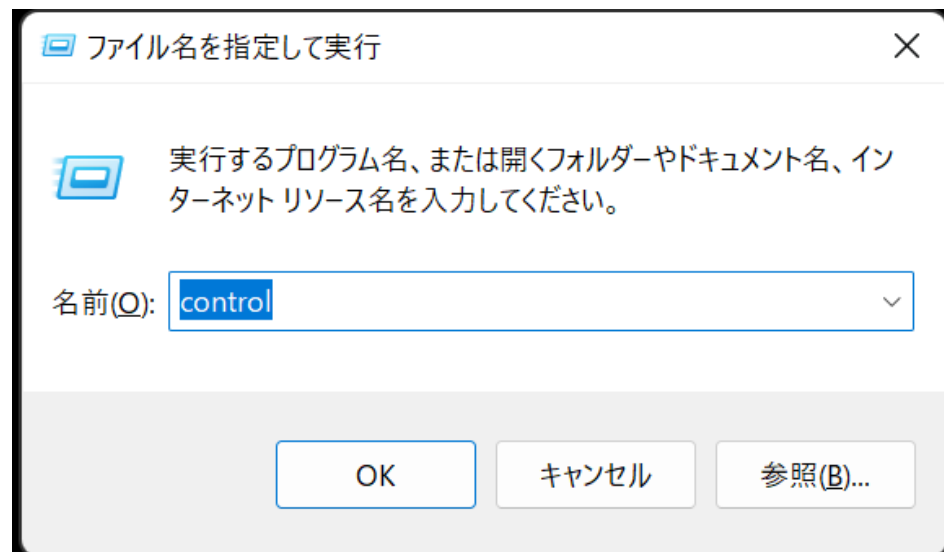 ファイル名を指定して実行
実行するプログラム名、または開くフォルダーやドキュメント名、イン
ターネット リソース名を入力してください。
名前(O): control
OK キャンセル 参照(B)...